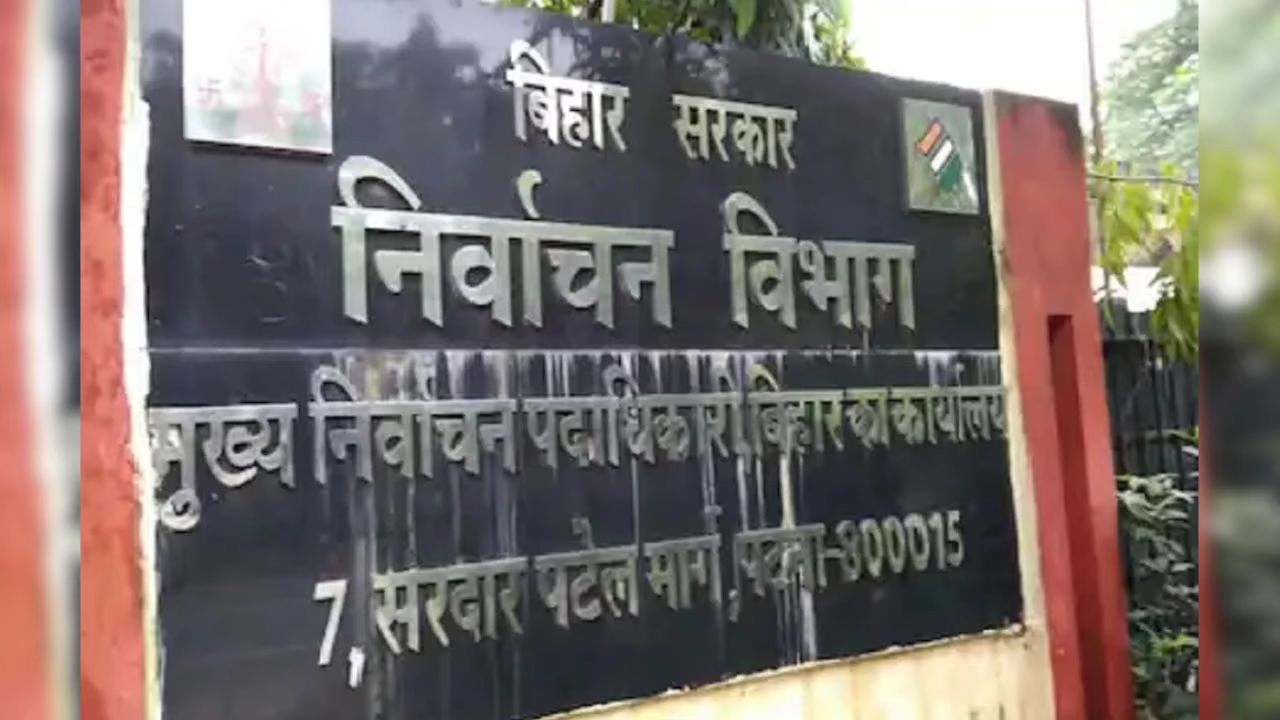 बिहार सरकार
निर्वाचन विभाग
मुख्य निर्वाचन पदाधिकारी, बिहार का कार्यालय
7, सरदार पटेल मार्ग, पटना-800015